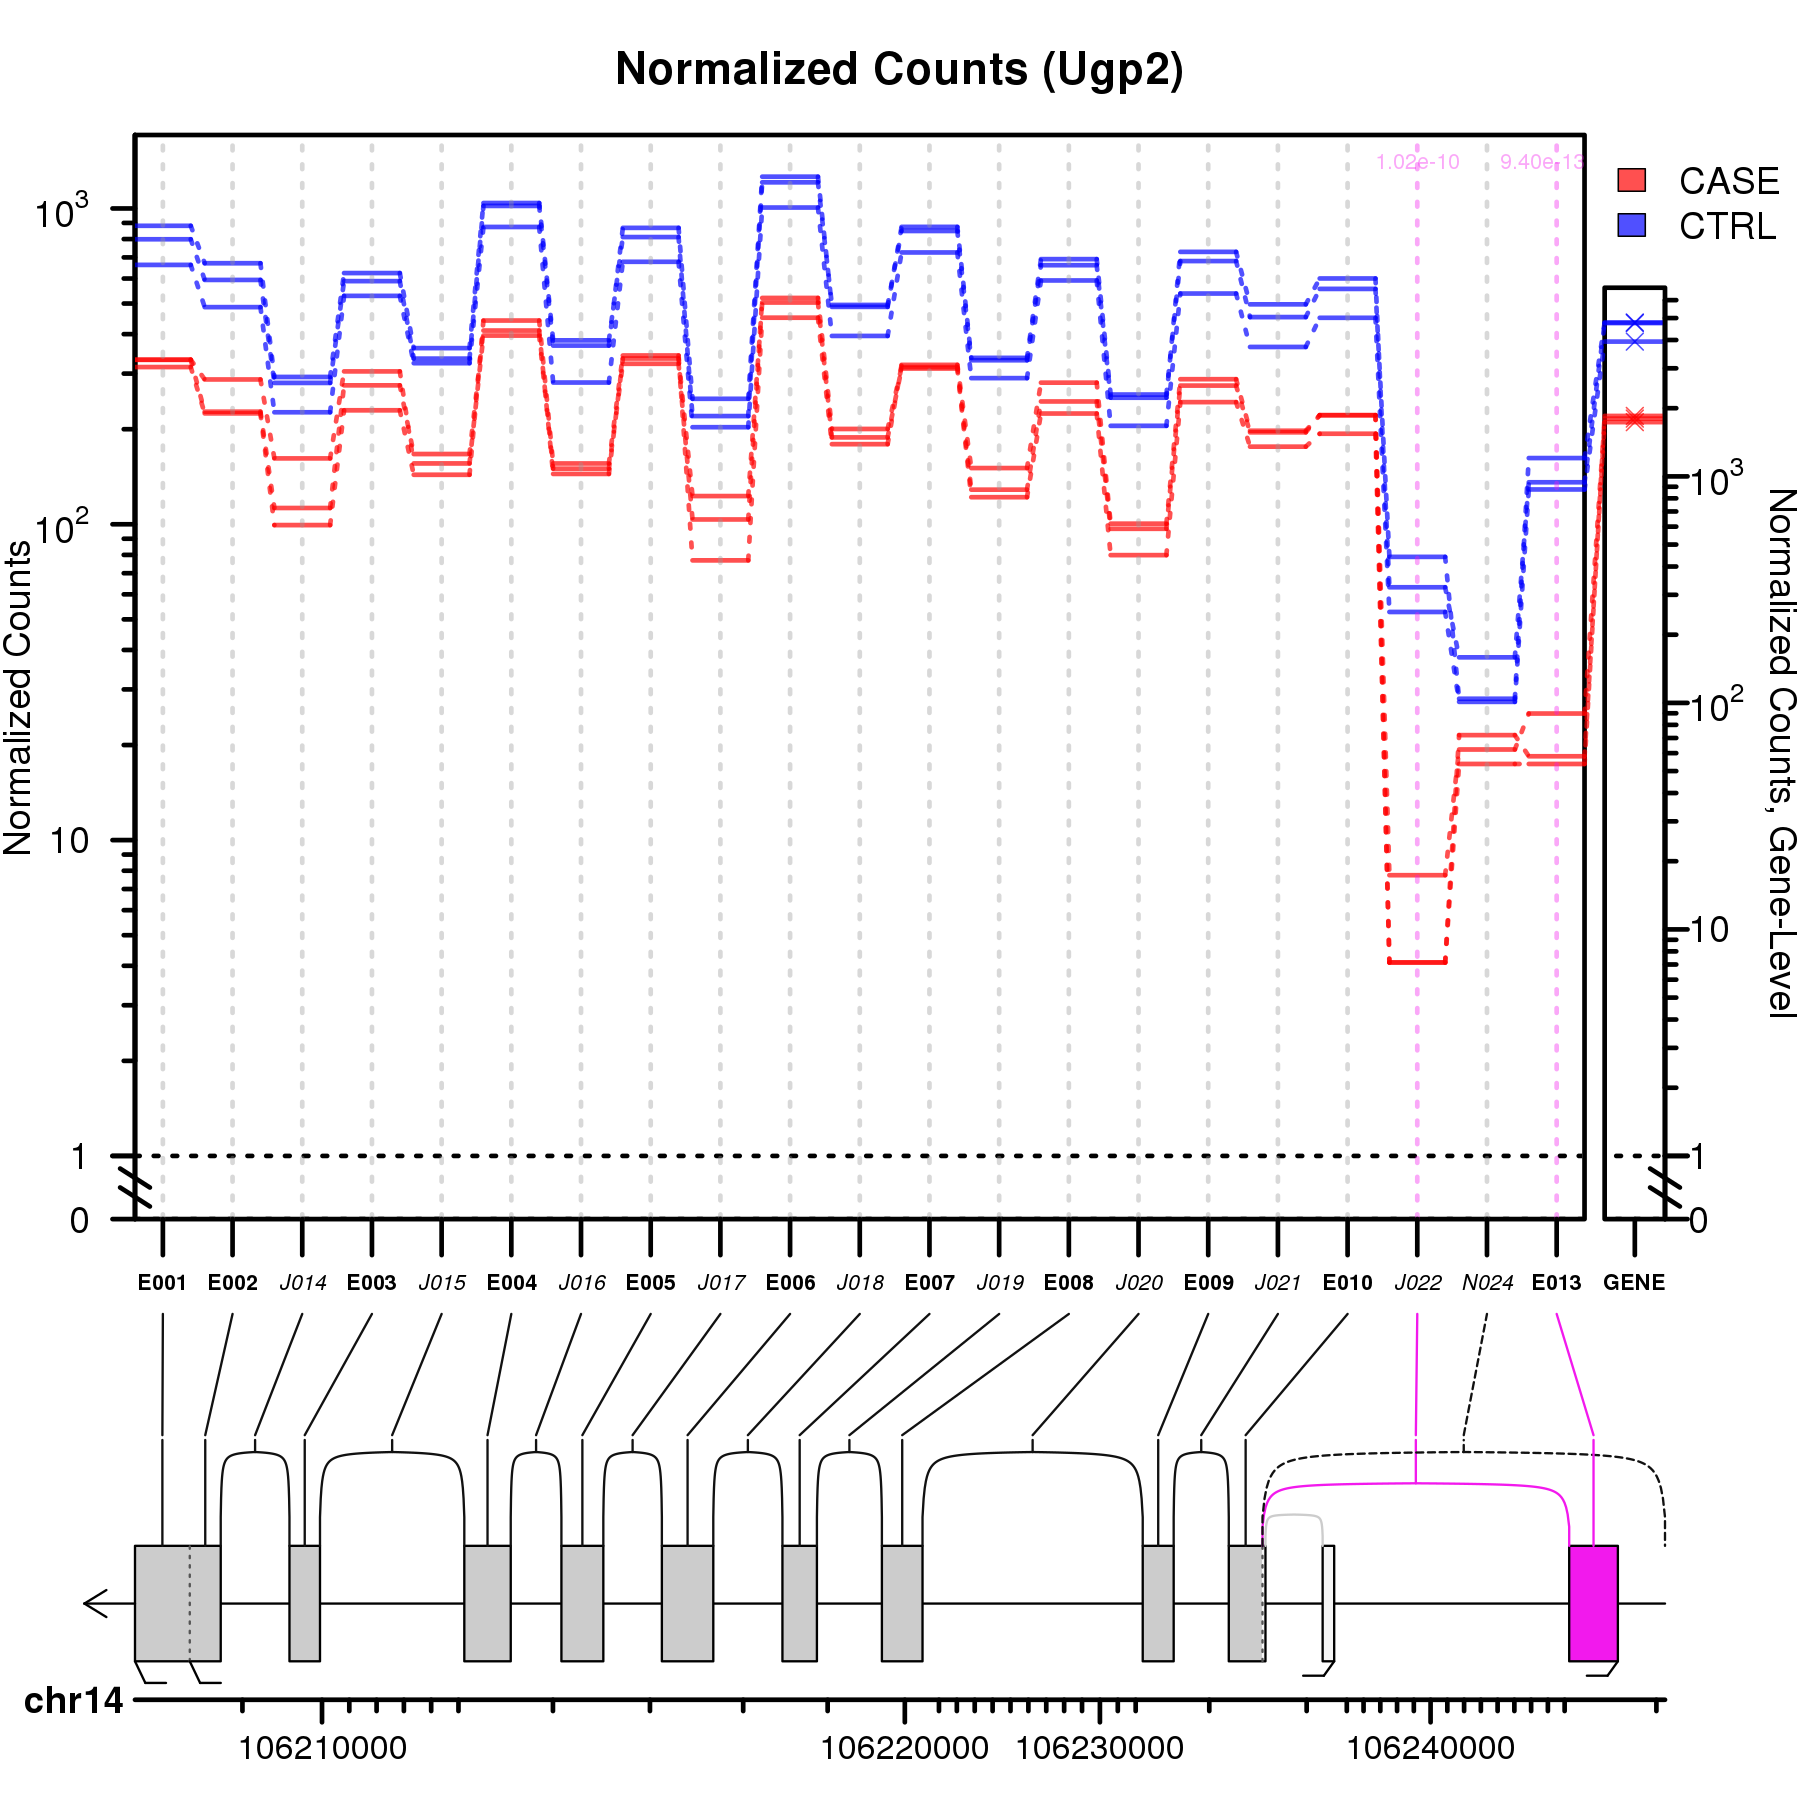 Normalized Counts (Ugp2)
1.02e-10 9.40e-13
CASE
CTRL
Normalized Counts
10³
10²
10
1
0
10³
10²
10
1
0
Normalized Counts, Gene-Level
E001 E002 J014 E003 J015 E004 J016 E005 J017 E006 J018 E007 J019 E008 J020 E009 J021 E010 J022 N024 E013 GENE
chr14
106210000 106220000 106230000 106240000